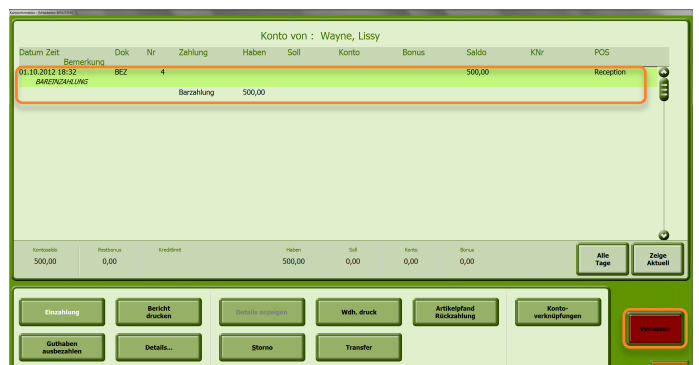 Konto von : Wayne, Lissy
Datum Zeit Dok Nr Zahlung Haben Soll Konto Bonus Saldo KNr POS
Bemerkung
01.10.2012 18:32 BEZ 4 500,00 Reception
BAREINZAHLUNG
Barzahlung 500,00
Kontosaldo Restbonus Kreditlimit Haben Soll Konto Bonus
500,00 0,00 500,00 0,00 0,00 0,00
Alle Tage
Zeige Aktuell
Einzahlung
Bericht drucken
Details anzeigen
Wdh. druck
Artikelpfand Rückzahlung
Konto-verknüpfungen
Verlassen
Guthaben ausbezahlen
Details...
Storno
Transfer